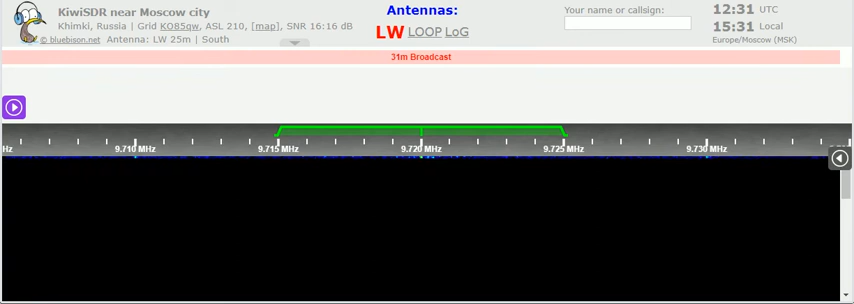 KiwiSDR near Moscow city
Khimki, Russia | Grid KO85qw, ASL 210, [map], SNR 16:16 dB
© bluebison.net Antenna: LW 25m | South
Antennas:
LW LOOP LoG
Your name or callsign:
12:31 UTC
15:31 Local
Europe/Moscow (MSK)
31m Broadcast
Hz 9.710 MHz 9.715 MHz 9.720 MHz 9.725 MHz 9.730 MHz